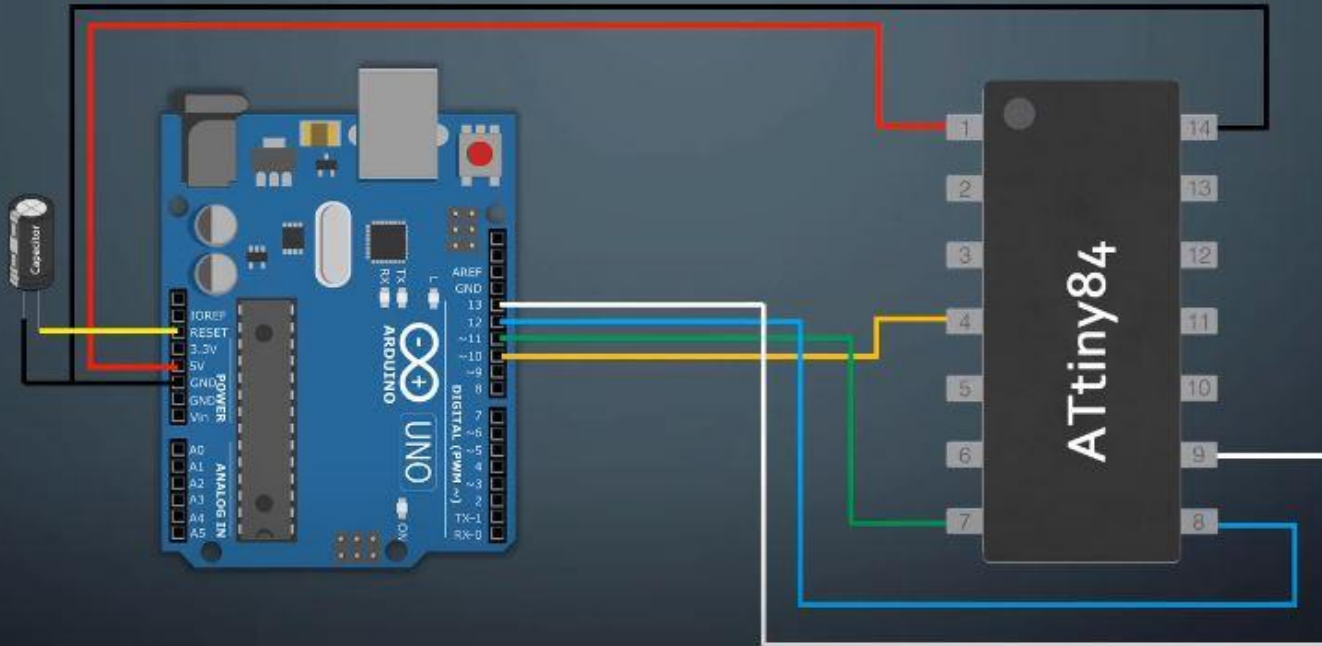 Capacitor
IOREF
RESET
3.3V
5V
GND
GND
Vin
POWER
A0
A1
A2
A3
A4
A5
ANALOG IN
RX
TX
L
ARDUINO
UNO
ON
AREF
GND
13
12
~11
~10
~9
8
7
~6
~5
4
~3
2
TX-1
RX-0
DIGITAL (PWM ~)
1
2
3
4
5
6
7
ATtiny84
14
13
12
11
10
9
8